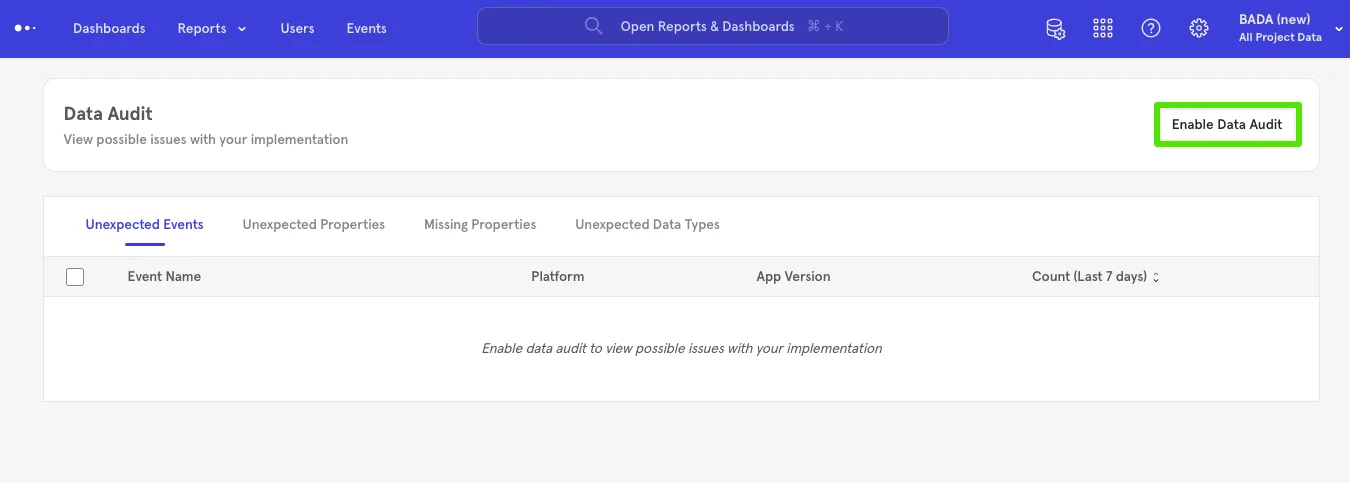 Dashboards Reports Users Events Open Reports & Dashboards ⌘ + K BADA (new)
All Project Data
Data Audit
View possible issues with your implementation
Enable Data Audit
Unexpected Events Unexpected Properties Missing Properties Unexpected Data Types
Event Name Platform App Version Count (Last 7 days)
Enable data audit to view possible issues with your implementation